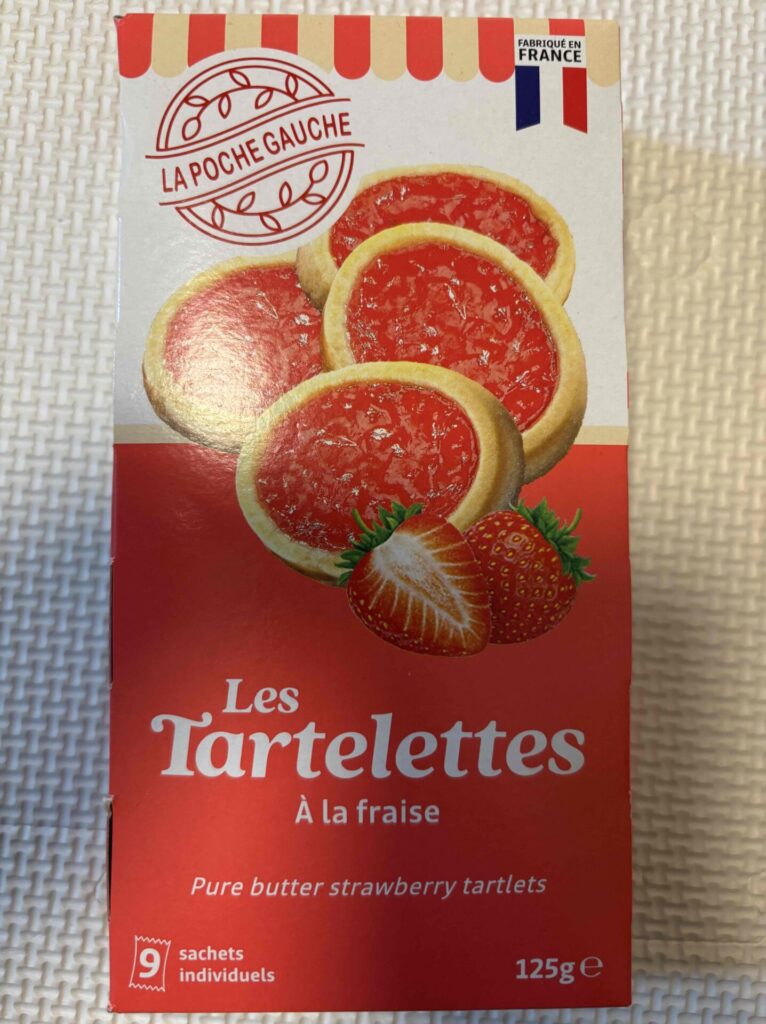 FABRIQUÉ EN
FRANCE
LA POCHE GAUCHE
Les
Tartelettes
À la fraise
Pure butter strawberry tartlets
9
sachets
individuels
125g ℮